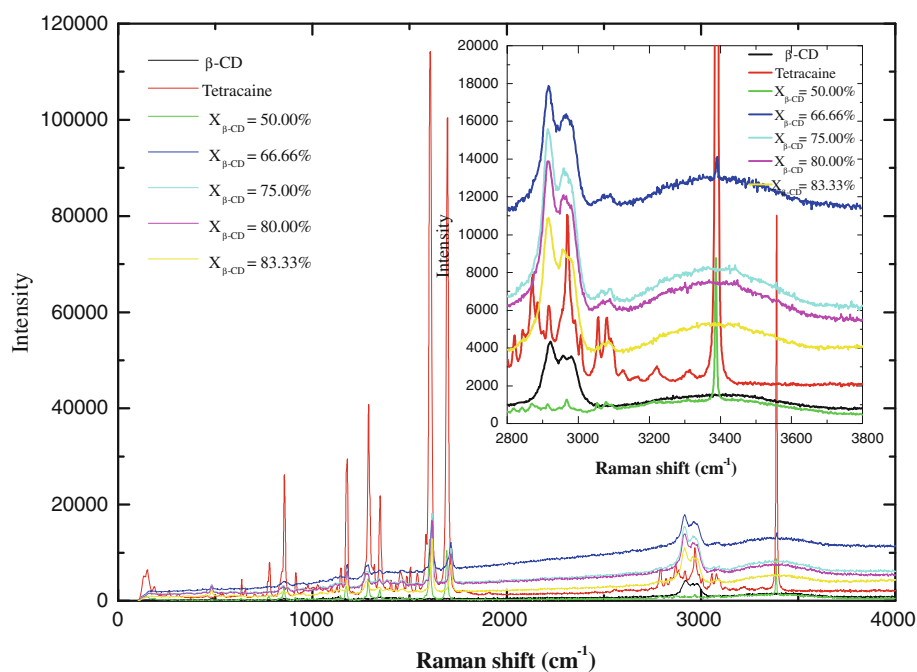 120000
100000
80000
60000
40000
20000
0
Intensity
0
1000
2000
3000
4000
Raman shift (cm-1)
β-CD
Tetracaine
Xβ-CD= 50.00%
Xβ-CD= 66.66%
Xβ-CD= 75.00%
Xβ-CD= 80.00%
Xβ-CD= 83.33%
20000
18000
16000
14000
12000
10000
8000
6000
4000
2000
0
Intensity
2800
3000
3200
3400
3600
3800
Raman shift (cm-1)
β-CD
Tetracaine
Xβ-CD= 50.00%
Xβ-CD= 66.66%
Xβ-CD= 75.00%
Xβ-CD= 80.00%
Xβ-CD= 83.33%